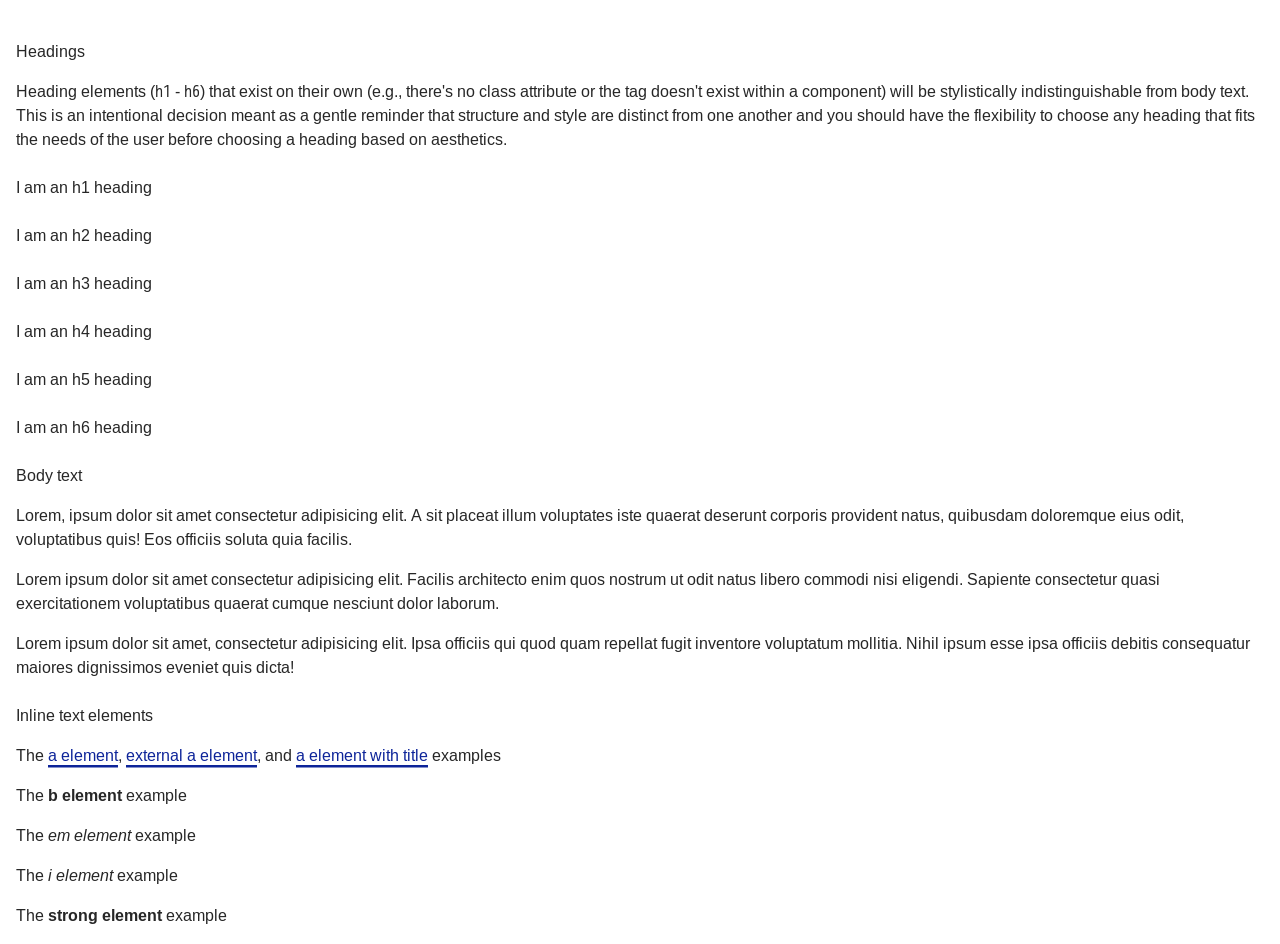 Headings
Heading elements (h1 - h6) that exist on their own (e.g., there's no class attribute or the tag doesn't exist within a component) will be stylistically indistinguishable from body text.
This is an intentional decision meant as a gentle reminder that structure and style are distinct from one another and you should have the flexibility to choose any heading that fits
the needs of the user before choosing a heading based on aesthetics.
I am an h1 heading
I am an h2 heading
I am an h3 heading
I am an h4 heading
I am an h5 heading
I am an h6 heading
Body text
Lorem, ipsum dolor sit amet consectetur adipisicing elit. A sit placeat illum voluptates iste quaerat deserunt corporis provident natus, quibusdam doloremque eius odit,
voluptatibus quis! Eos officiis soluta quia facilis.
Lorem ipsum dolor sit amet consectetur adipisicing elit. Facilis architecto enim quos nostrum ut odit natus libero commodi nisi eligendi. Sapiente consectetur quasi
exercitationem voluptatibus quaerat cumque nesciunt dolor laborum.
Lorem ipsum dolor sit amet, consectetur adipisicing elit. Ipsa officiis qui quod quam repellat fugit inventore voluptatum mollitia. Nihil ipsum esse ipsa officiis debitis consequatur
maiores dignissimos eveniet quis dicta!
Inline text elements
The a element, external a element, and a element with title examples
The b element example
The em element example
The i element example
The strong element example